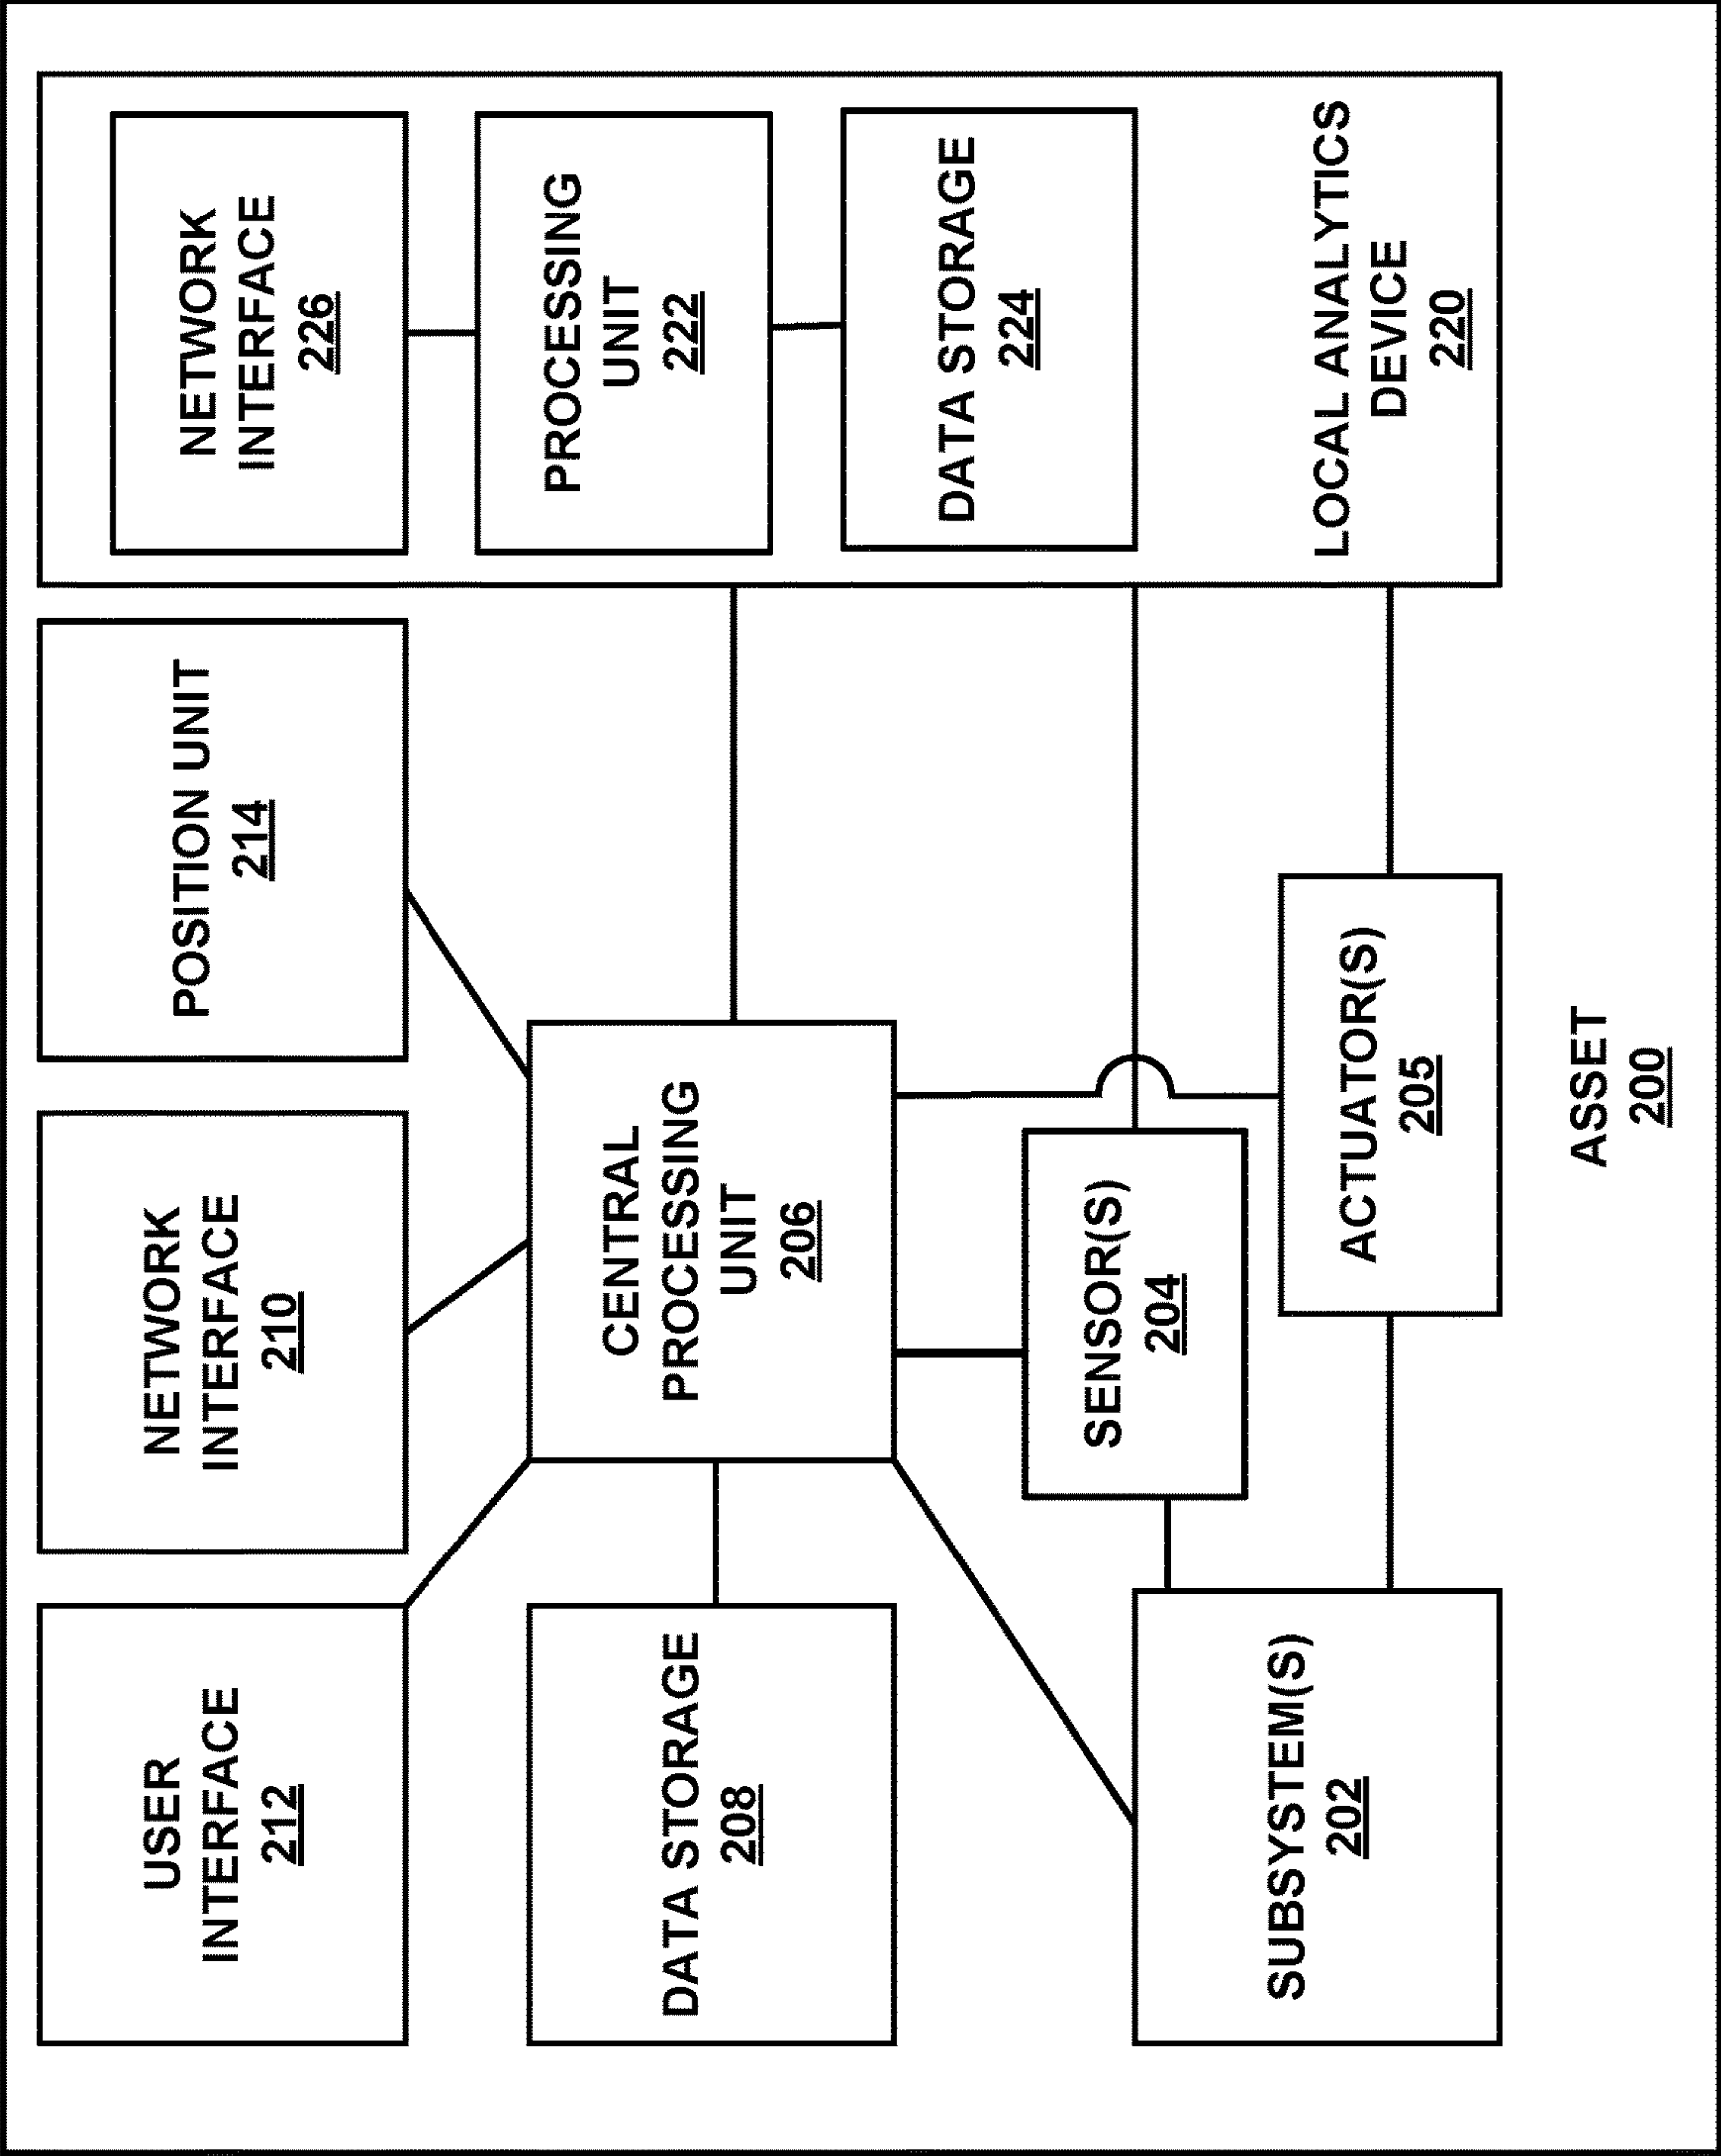 USER
INTERFACE
212
NETWORK
INTERFACE
210
POSITION UNIT
214
NETWORK
INTERFACE
226
PROCESSING
UNIT
222
DATA STORAGE
224
LOCAL ANALYTICS
DEVICE
220
DATA STORAGE
208
CENTRAL
PROCESSING
UNIT
206
SENSOR(S)
204
SUBSYSTEM(S)
202
ACTUATOR(S)
205
ASSET
200